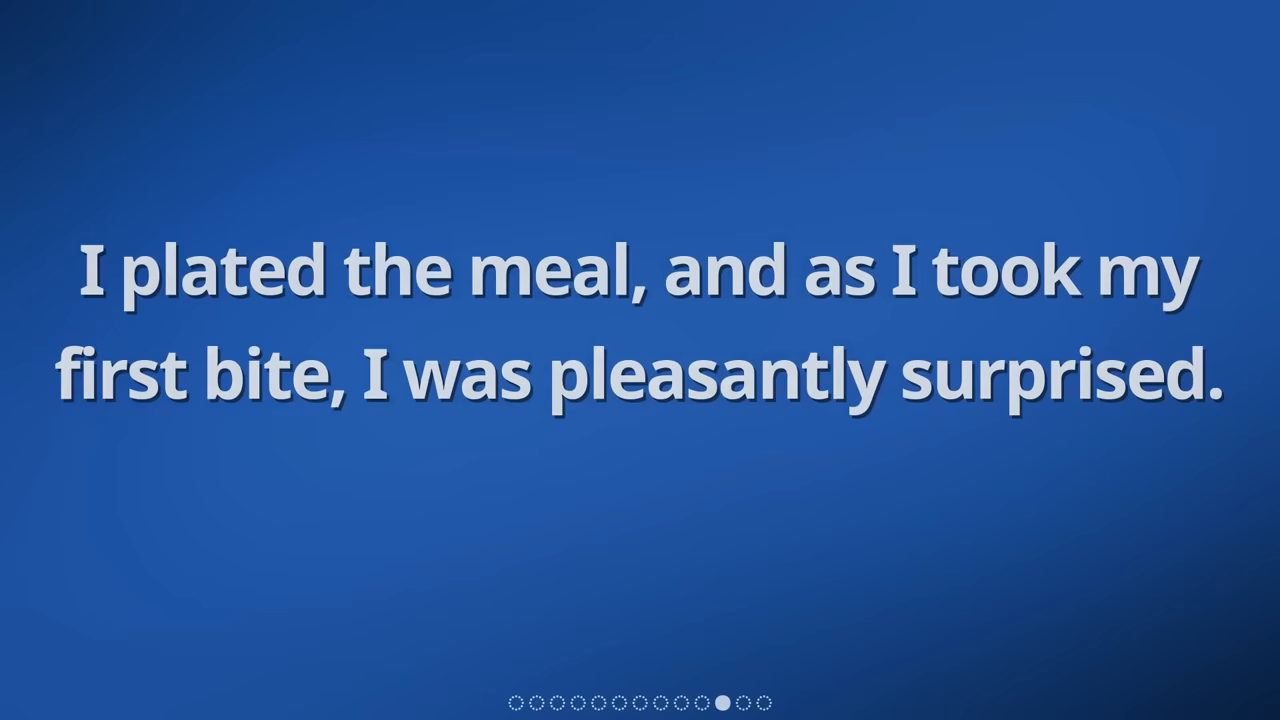 I plated the meal, and as I took my
first bite, I was pleasantly surprised.